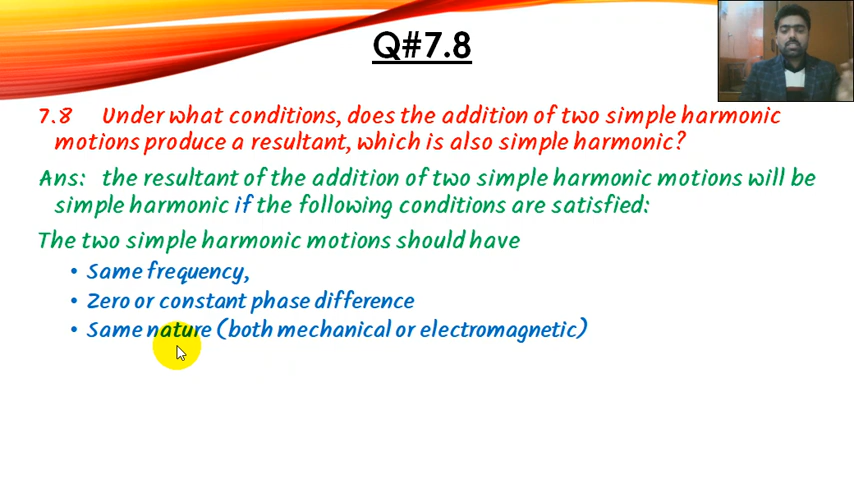 Q#7.8
7.8 Under what conditions, does the addition of two simple harmonic
motions produce a resultant, which is also simple harmonic?
Ans: the resultant of the addition of two simple harmonic motions will be
simple harmonic if the following conditions are satisfied:
The two simple harmonic motions should have
• Same frequency,
• Zero or constant phase difference
• Same nature (both mechanical or electromagnetic)